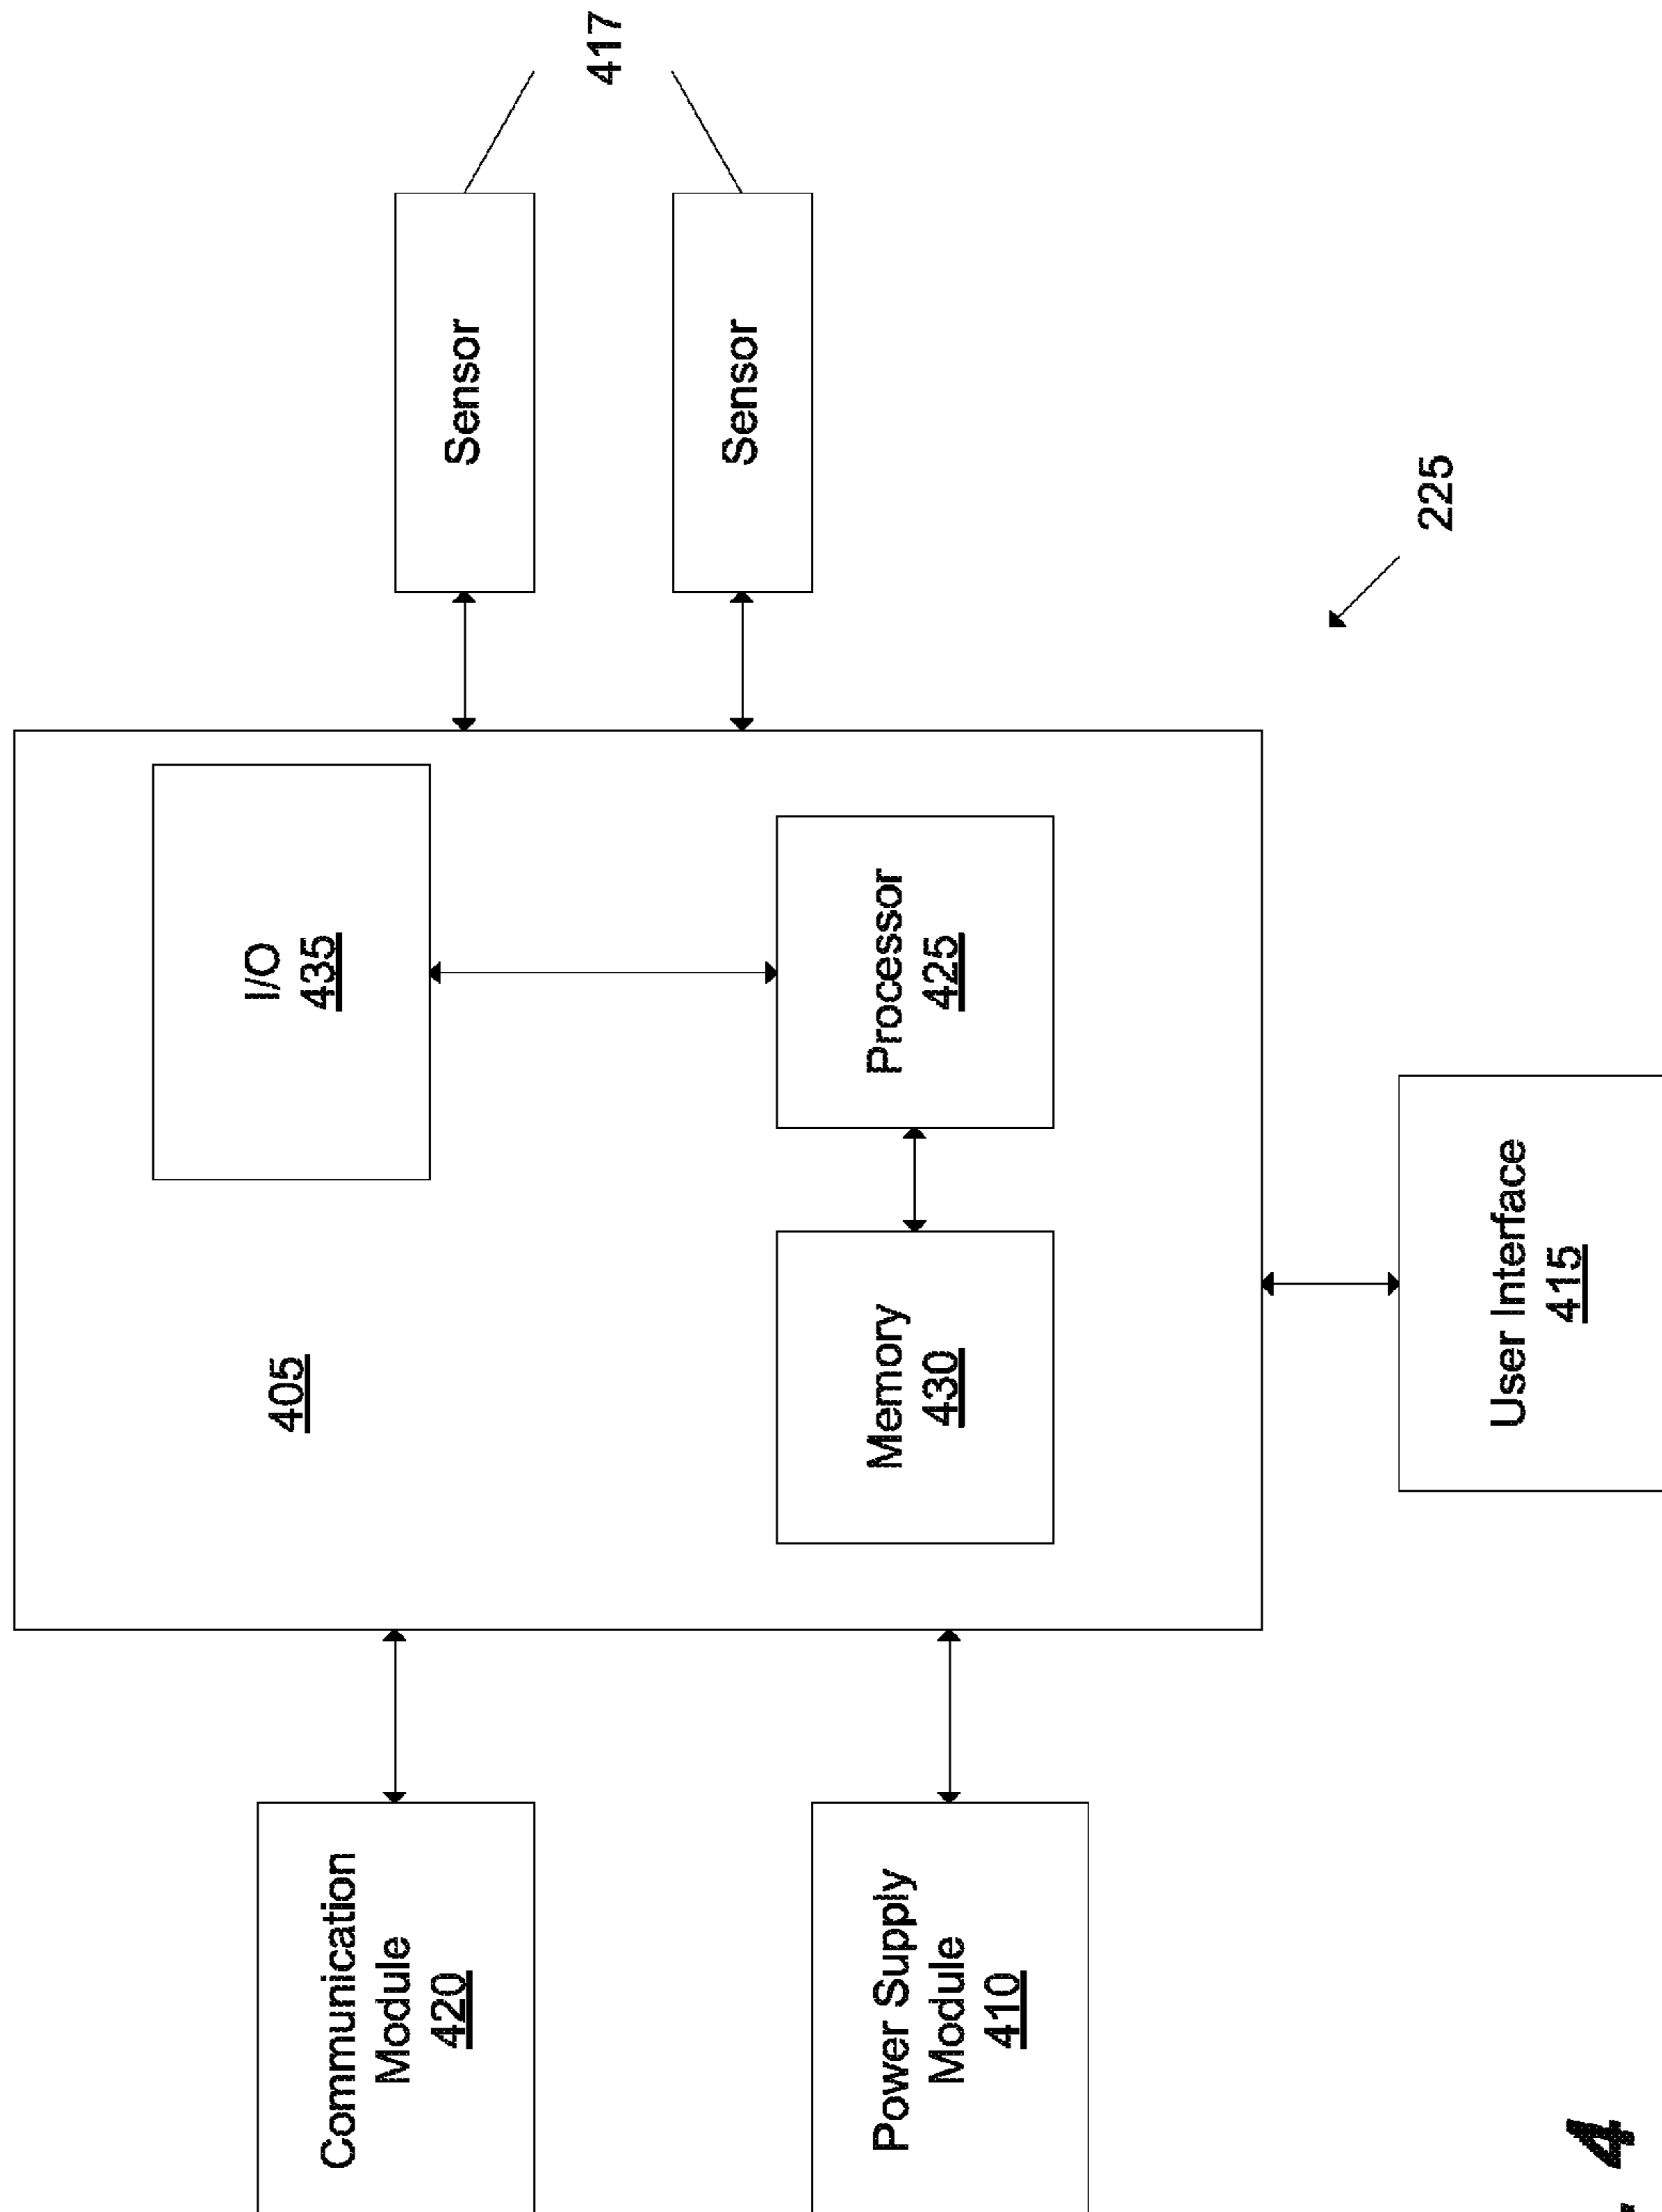 417
Sensor
Sensor
225
I/O
435
Processor
425
405
Memory
430
User Interface
415
Communication
Module
420
Power Supply
Module
410
4